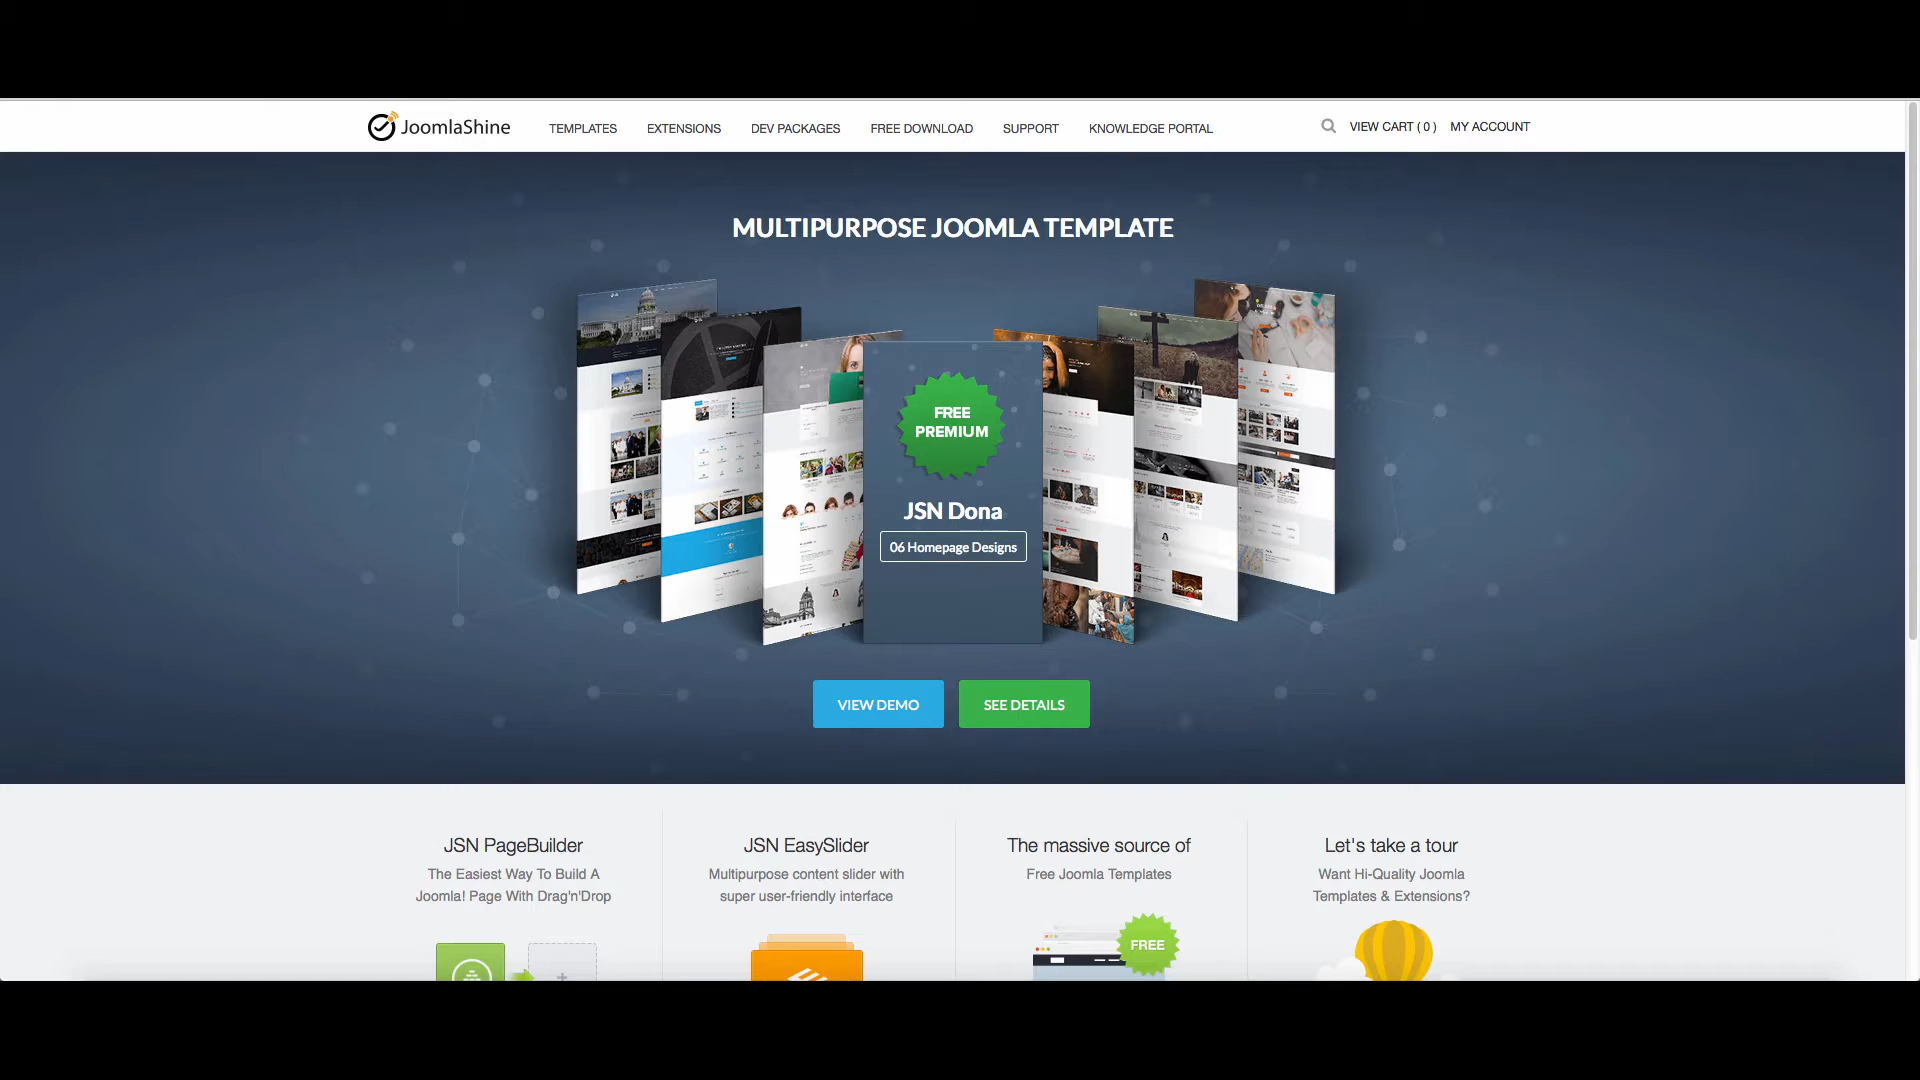 JoomlaShine
TEMPLATES EXTENSIONS DEV PACKAGES FREE DOWNLOAD SUPPORT KNOWLEDGE PORTAL
VIEW CART ( 0 ) MY ACCOUNT
MULTIPURPOSE JOOMLA TEMPLATE
FREE
PREMIUM
JSN Dona
06 Homepage Designs
VIEW DEMO
SEE DETAILS
JSN PageBuilder
The Easiest Way To Build A
Joomla! Page With Drag'n'Drop
JSN EasySlider
Multipurpose content slider with
super user-friendly interface
The massive source of
Free Joomla Templates
FREE
Let's take a tour
Want Hi-Quality Joomla
Templates & Extensions?